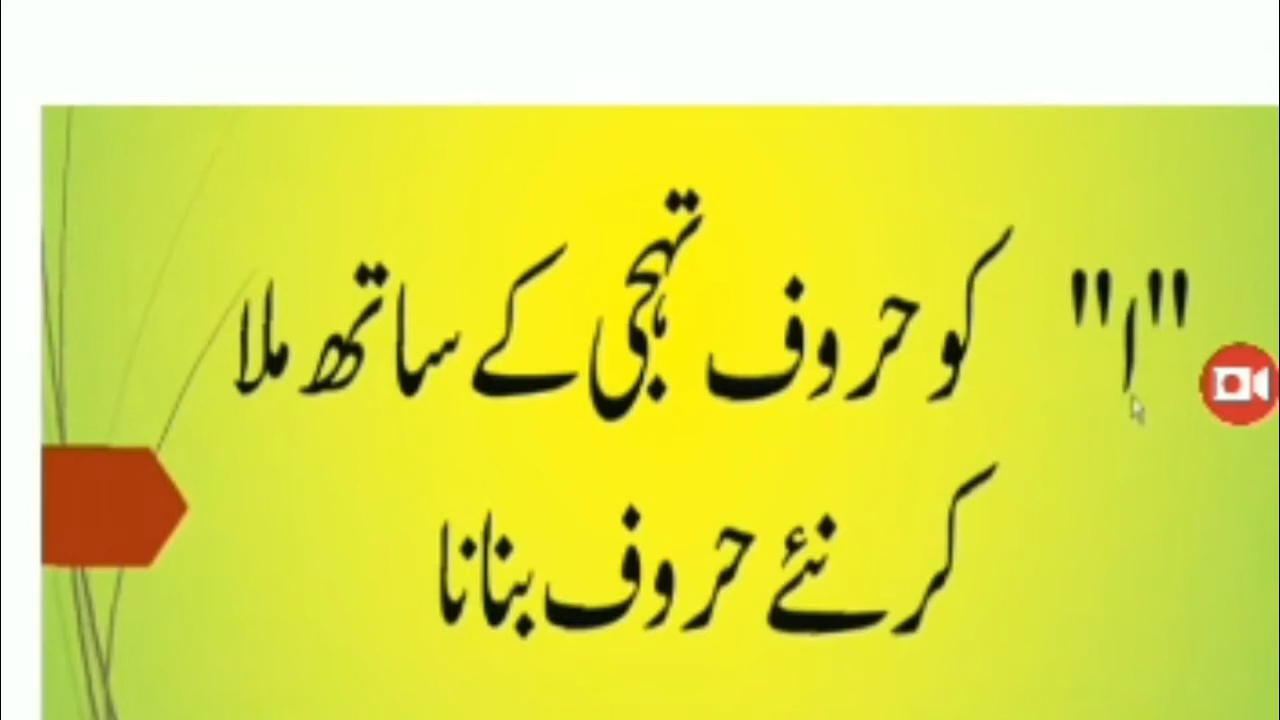 "ا" کو حروف تہجی کے ساتھ ملا
کر نئے حروف بنانا